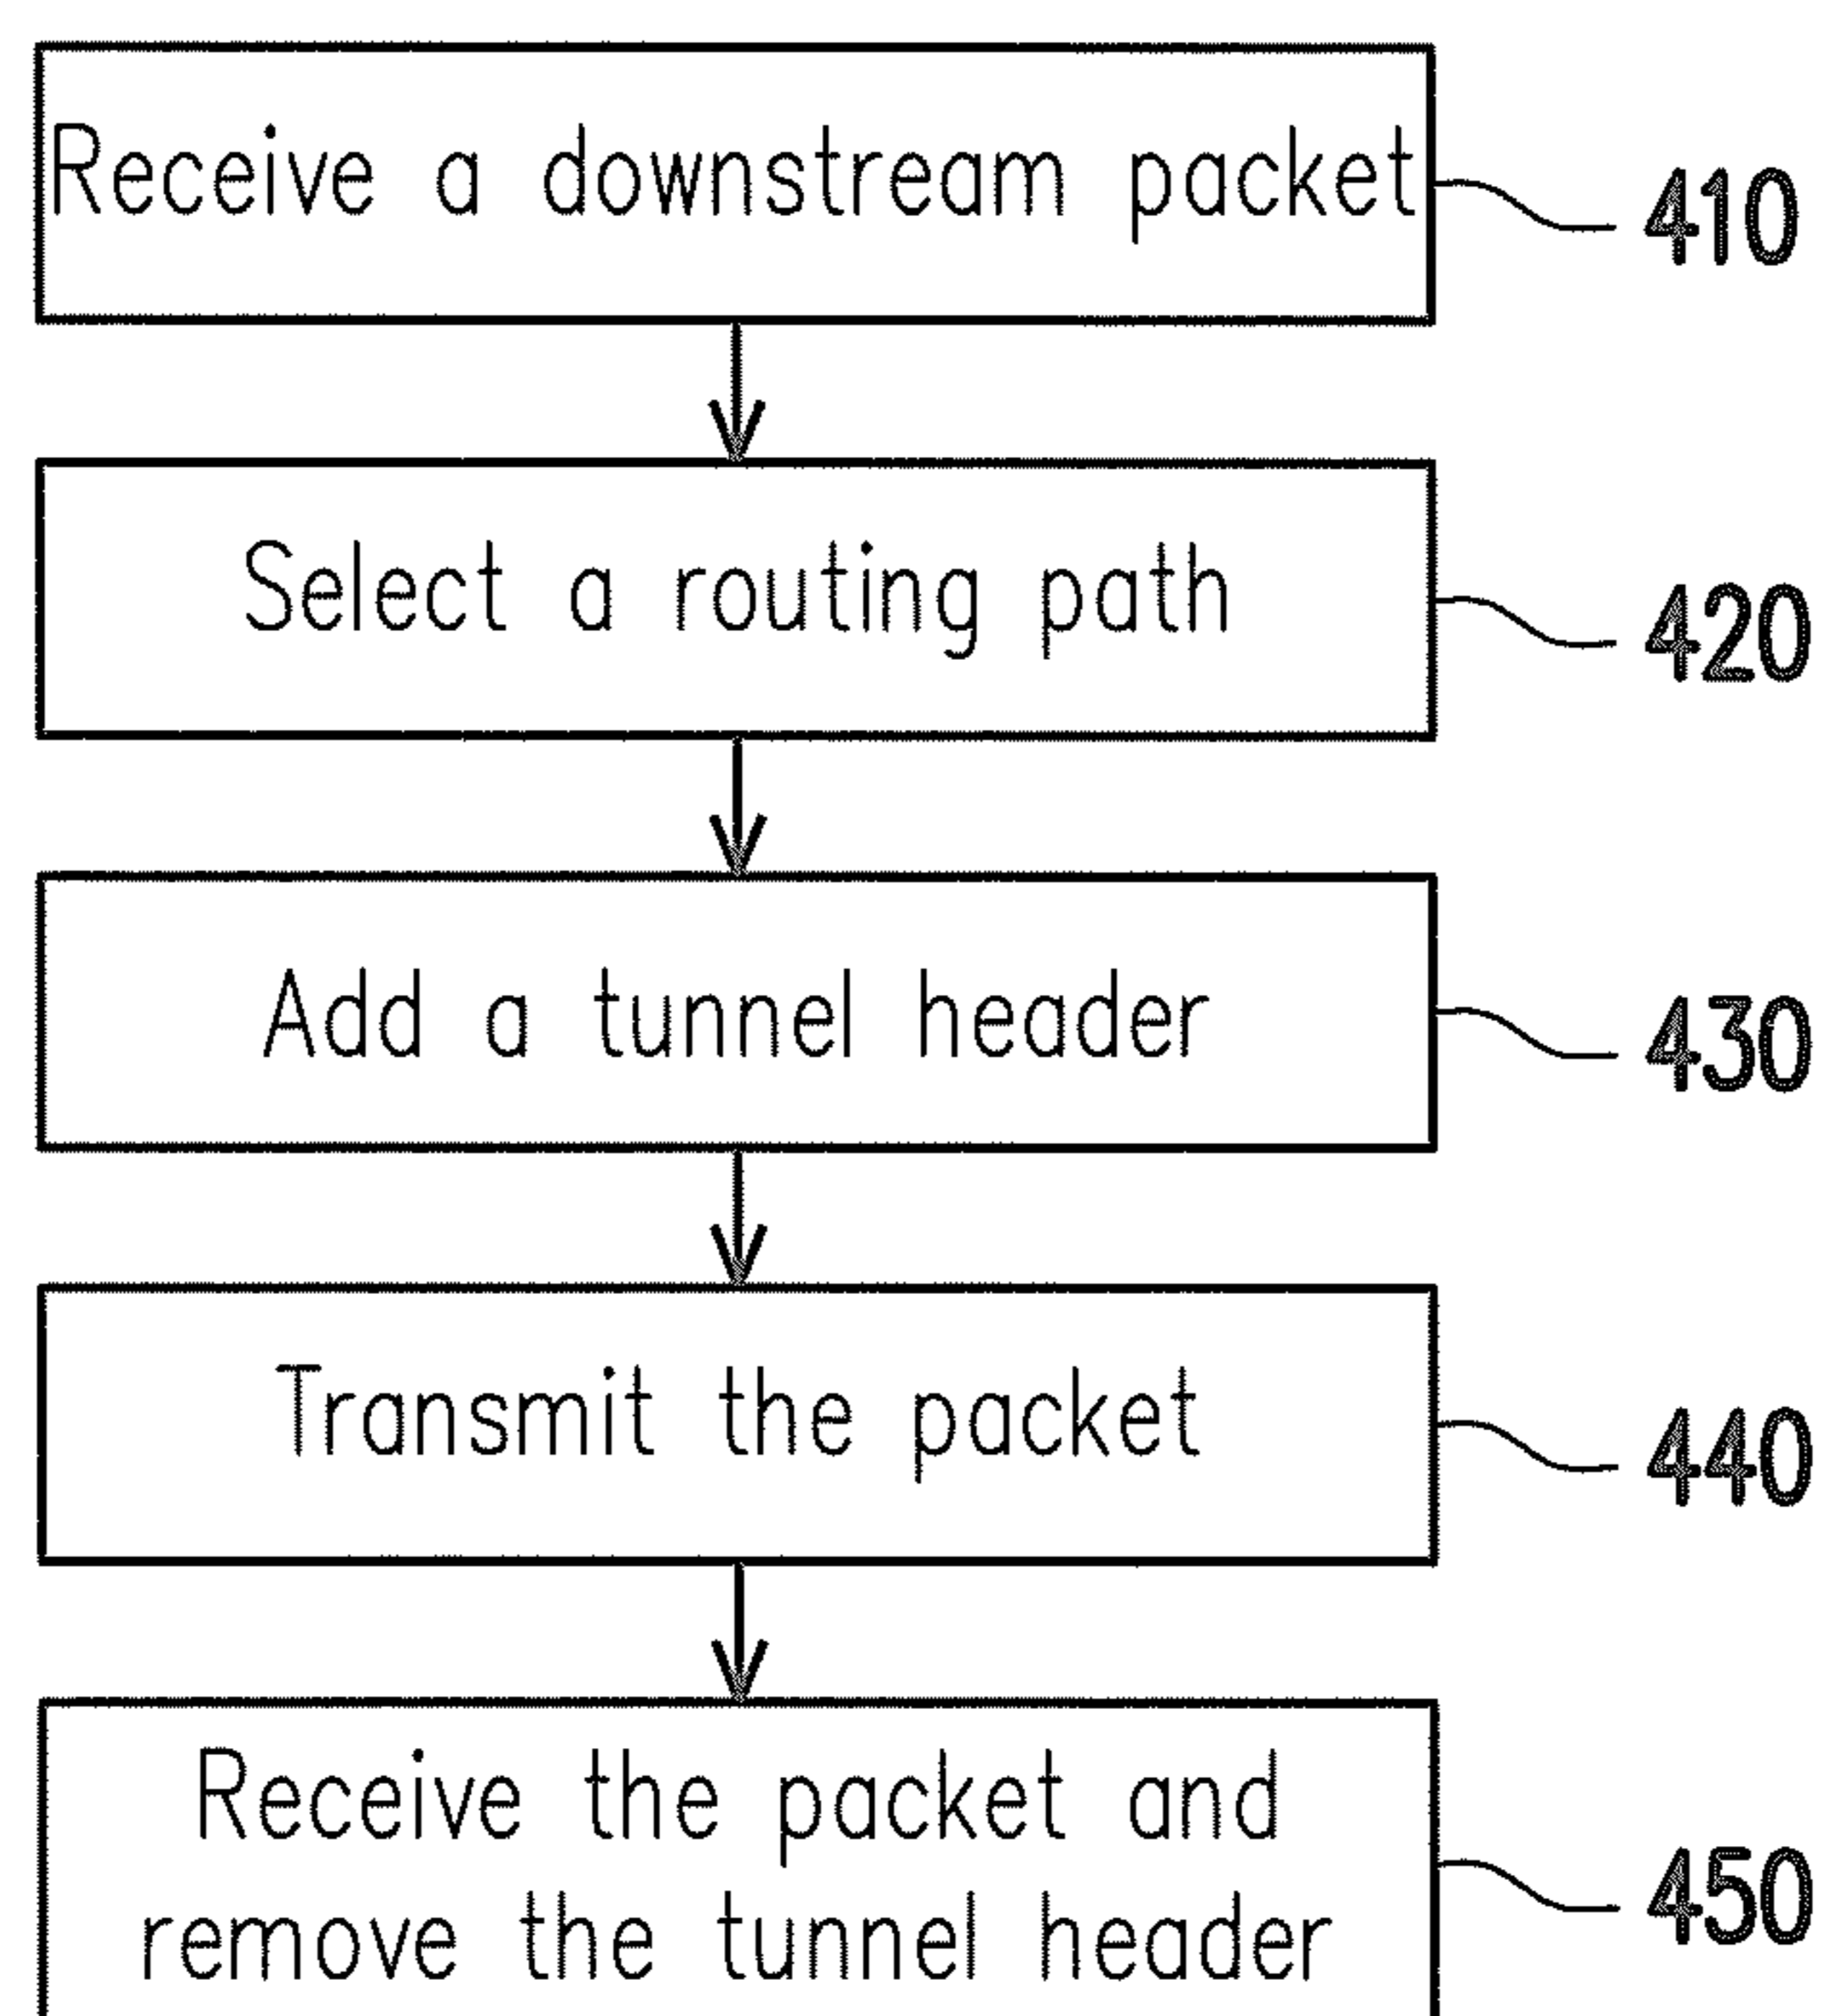 Receive a downstream packet
410
Select a routing path
420
Add a tunnel header
430
Transmit the packet
440
Receive the packet and
remove the tunnel header
450